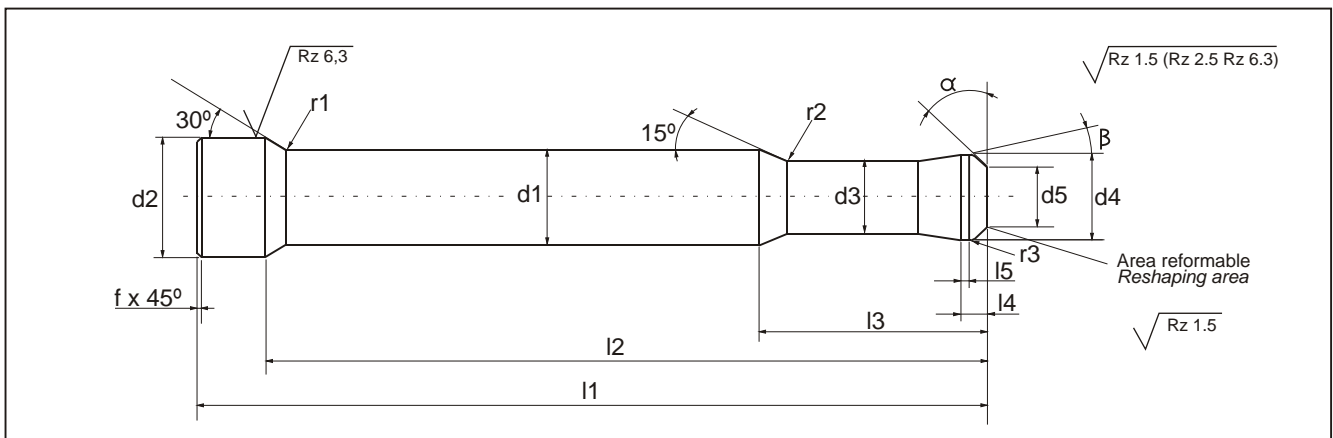 Rz 6,3
Rz 1.5 (Rz 2.5 Rz 6.3)
30º
r1
15º
r2
α
β
d2
d1
d3
d5
d4
r3
Area reformable
Reshaping area
f x 45º
l5
l4
l3
Rz 1.5
l2
l1